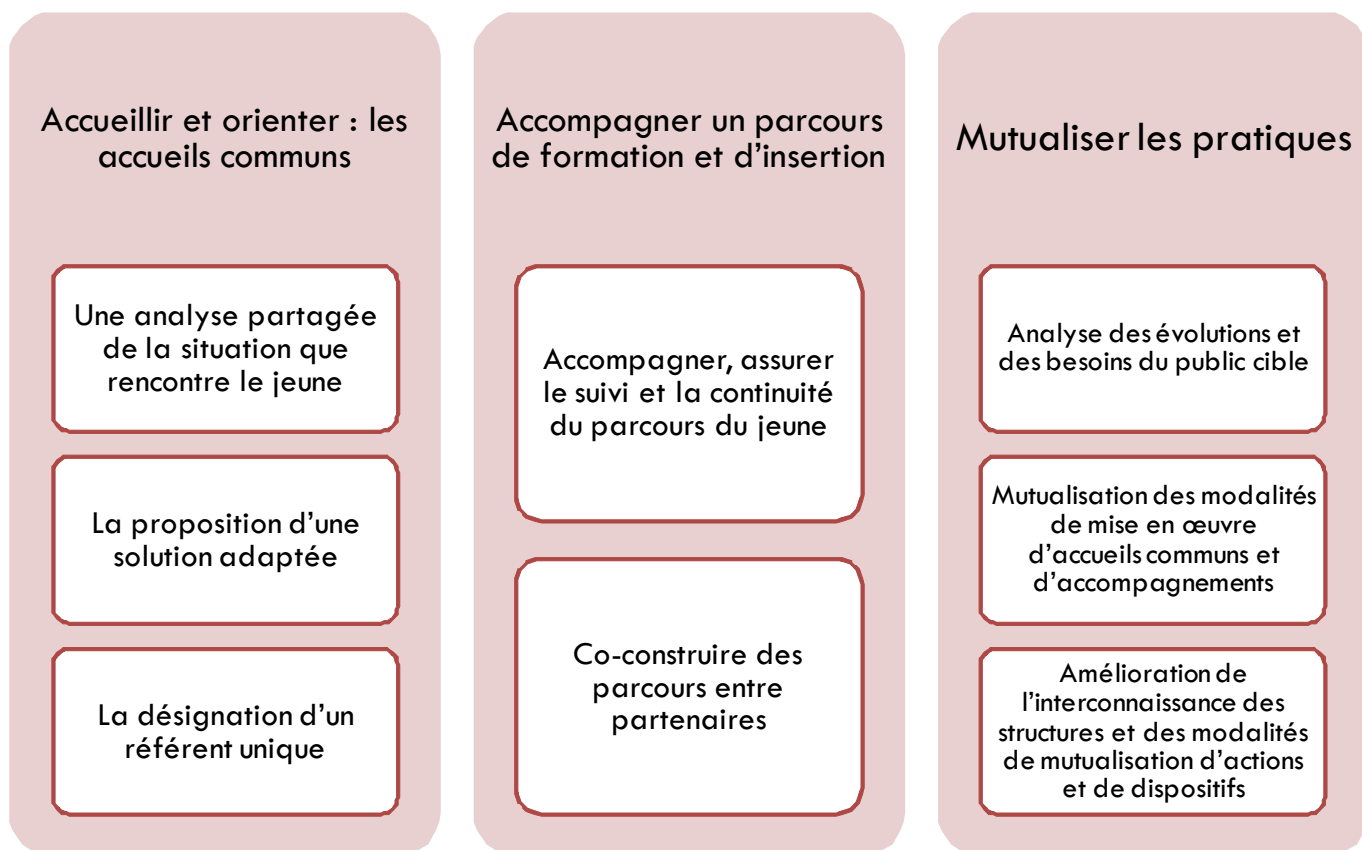 Accueillir et orienter : les
accueils communs
Une analyse partagée
de la situation que
rencontre le jeune
La proposition d’une
solution adaptée
La désignation d’un
référent unique
Accompagner un parcours
de formation et d’insertion
Accompagner, assurer
le suivi et la continuité
du parcours du jeune
Co-construire des
parcours entre
partenaires
Mutualiser les pratiques
Analyse des évolutions et
des besoins du public cible
Mutualisation des modalités
de mise en œuvre
d’accueils communs et
d’accompagnements
Amélioration de
l’interconnaissance des
structures et des modalités
de mutualisation d’actions
et de dispositifs